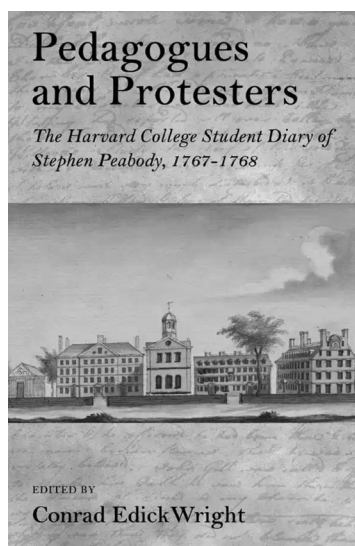 Pedagogues
and Protesters
The Harvard College Student Diary of
Stephen Peabody, 1767–1768
EDITED BY
Conrad Edick Wright